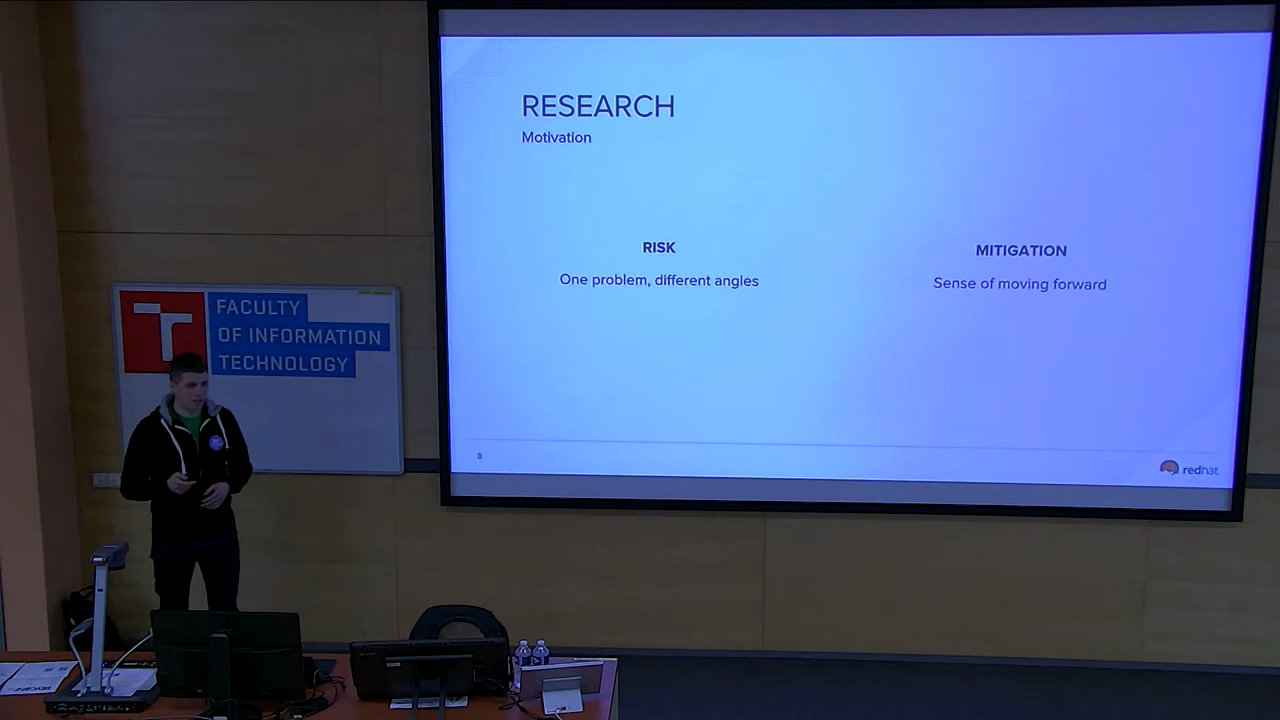 RESEARCH
Motivation
RISK
One problem, different angles
MITIGATION
Sense of moving forward
8
redhat
FACULTY
OF INFORMATION
TECHNOLOGY